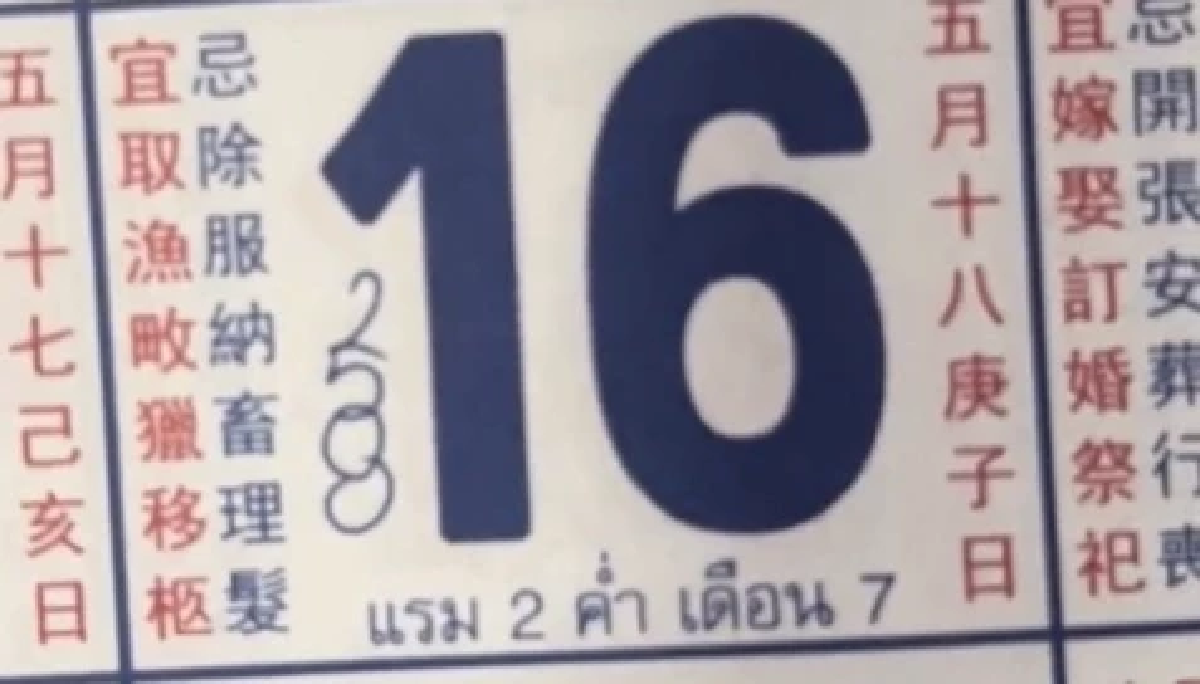 五月十七己亥日
宜取漁畋獵移柩
忌除服納畜理髮
16
258
แรม 2 ค่ำ เดือน 7
五月十八庚子日
宜嫁娶訂婚祭祀
忌開張安葬行喪